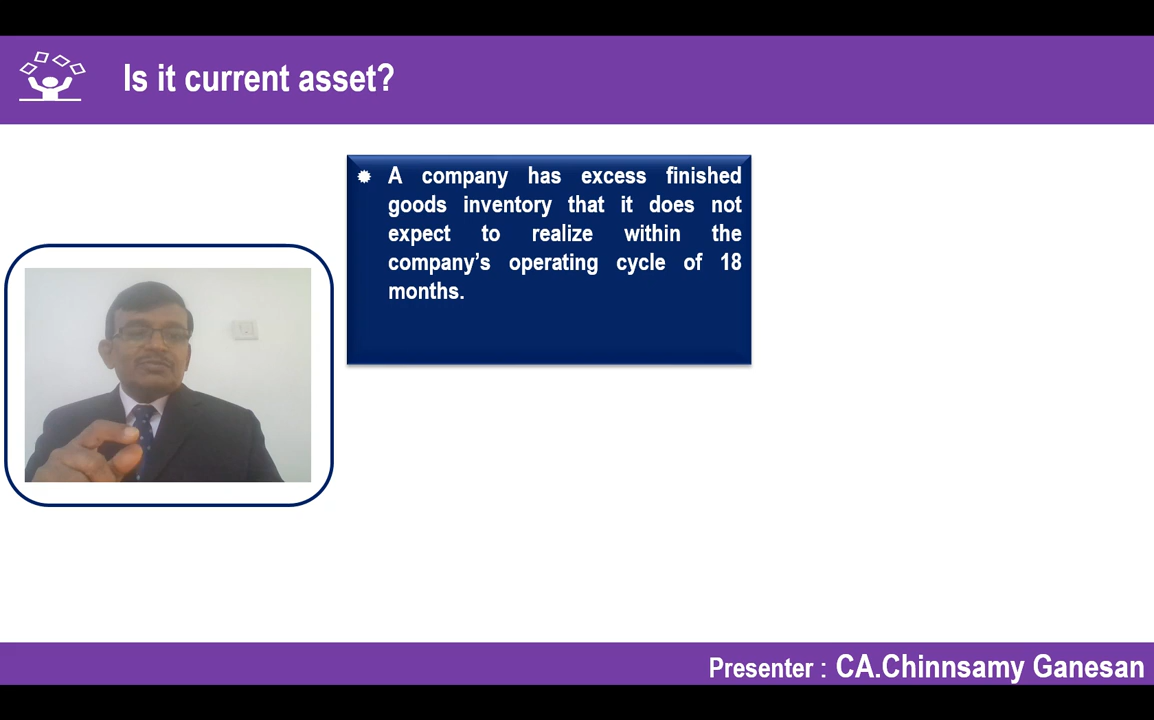 Is it current asset?
A company has excess finished
goods inventory that it does not
expect to realize within the
company's operating cycle of 18
months.
Presenter : CA.Chinnsamy Ganesan